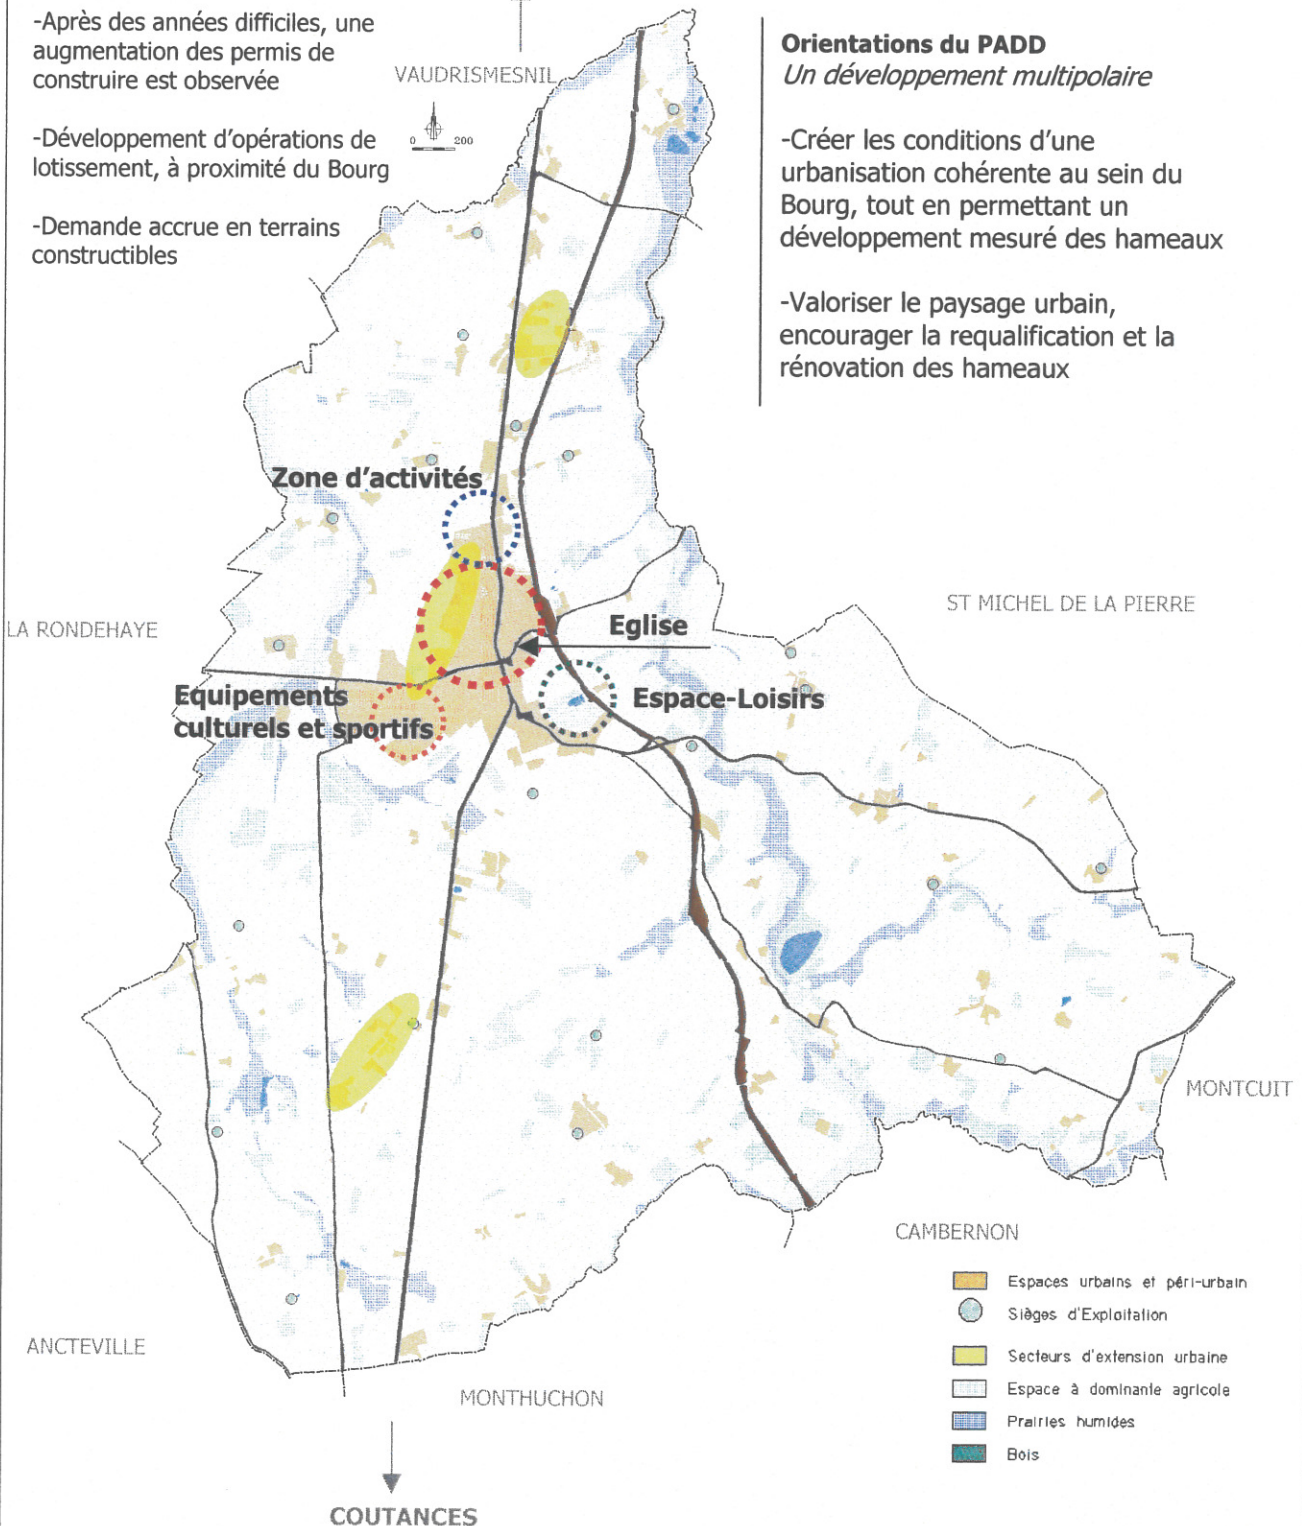 -Après des années difficiles, une
augmentation des permis de
construire est observée
-Développement d'opérations de
lotissement, à proximité du Bourg
-Demande accrue en terrains
constructibles
VAUDRISMESNIL
0 200
Orientations du PADD
Un développement multipolaire
-Créer les conditions d'une
urbanisation cohérente au sein du
Bourg, tout en permettant un
développement mesuré des hameaux
-Valoriser le paysage urbain,
encourager la requalification et la
rénovation des hameaux
Zone d'activités
ST MICHEL DE LA PIERRE
LA RONDEHAYE
Eglise
Equipements
culturels et sportifs
Espace-Loisirs
MONTCUIT
CAMBERNON
ANCTEVILLE
MONTHUCHON
COUTANCES
Espaces urbains et péri-urbain
Sièges d'Exploitation
Secteurs d'extension urbaine
Espace à dominante agricole
Prairies humides
Bois